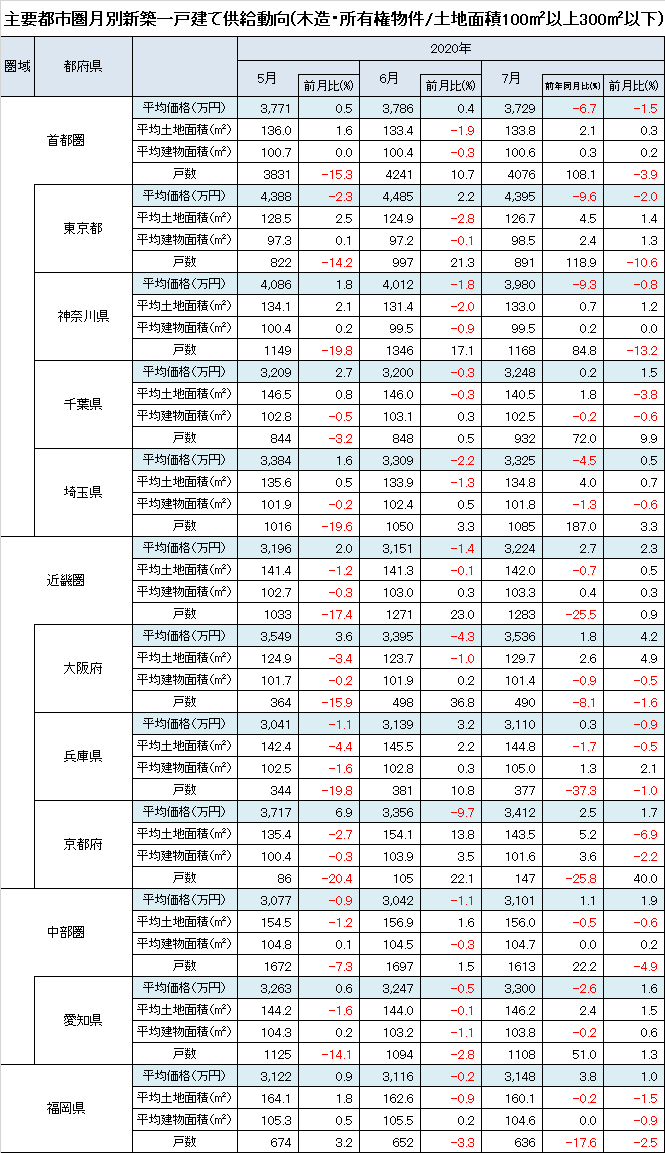 主要都市圏月別新築一戸建て供給動向(木造・所有権物件/土地面積100㎡以上300㎡以下)
圏域 都府県 2020年
5月 前月比(%) 6月 前月比(%) 7月 前年同月比(%) 前月比(%)
首都圏
平均価格(万円) 3,771 0.5 3,786 0.4 3,729 -6.7 -1.5
平均土地面積(㎡) 136.0 1.6 133.4 -1.9 133.8 2.1 0.3
平均建物面積(㎡) 100.7 0.0 100.4 -0.3 100.6 0.3 0.2
戸数 3831 -15.3 4241 10.7 4076 108.1 -3.9
東京都
平均価格(万円) 4,388 -2.3 4,485 2.2 4,395 -9.6 -2.0
平均土地面積(㎡) 128.5 2.5 124.9 -2.8 126.7 4.5 1.4
平均建物面積(㎡) 97.3 0.1 97.2 -0.1 98.5 2.4 1.3
戸数 822 -14.2 997 21.3 891 118.9 -10.6
神奈川県
平均価格(万円) 4,086 1.8 4,012 -1.8 3,980 -9.3 -0.8
平均土地面積(㎡) 134.1 2.1 131.4 -2.0 133.0 0.7 1.2
平均建物面積(㎡) 100.4 0.2 99.5 -0.9 99.5 0.2 0.0
戸数 1149 -19.8 1346 17.1 1168 84.8 -13.2
千葉県
平均価格(万円) 3,209 2.7 3,200 -0.3 3,248 0.2 1.5
平均土地面積(㎡) 146.5 0.8 146.0 -0.3 140.5 1.8 -3.8
平均建物面積(㎡) 102.8 -0.5 103.1 0.3 102.5 -0.2 -0.6
戸数 844 -3.2 848 0.5 932 72.0 9.9
埼玉県
平均価格(万円) 3,384 1.6 3,309 -2.2 3,325 -4.5 0.5
平均土地面積(㎡) 135.6 0.5 133.9 -1.3 134.8 4.0 0.7
平均建物面積(㎡) 101.9 -0.2 102.4 0.5 101.8 -1.3 -0.6
戸数 1016 -19.6 1050 3.3 1085 187.0 3.3
近畿圏
平均価格(万円) 3,196 2.0 3,151 -1.4 3,224 2.7 2.3
平均土地面積(㎡) 141.4 -1.2 141.3 -0.1 142.0 -0.7 0.5
平均建物面積(㎡) 102.7 -0.3 103.0 0.3 103.3 0.4 0.3
戸数 1033 -17.4 1271 23.0 1283 -25.5 0.9
大阪府
平均価格(万円) 3,549 3.6 3,395 -4.3 3,536 1.8 4.2
平均土地面積(㎡) 124.9 -3.4 123.7 -1.0 129.7 2.6 4.9
平均建物面積(㎡) 101.7 -0.2 101.9 0.2 101.4 -0.9 -0.5
戸数 364 -15.9 498 36.8 490 -8.1 -1.6
兵庫県
平均価格(万円) 3,041 -1.1 3,139 3.2 3,110 0.3 -0.9
平均土地面積(㎡) 142.4 -4.4 145.5 2.2 144.8 -1.7 -0.5
平均建物面積(㎡) 102.5 -1.6 102.8 0.3 105.0 1.3 2.1
戸数 344 -19.8 381 10.8 377 -37.3 -1.0
京都府
平均価格(万円) 3,717 6.9 3,356 -9.7 3,412 2.5 1.7
平均土地面積(㎡) 135.4 -2.7 154.1 13.8 143.5 5.2 -6.9
平均建物面積(㎡) 100.4 -0.3 103.9 3.5 101.6 3.6 -2.2
戸数 86 -20.4 105 22.1 147 -25.8 40.0
中部圏
平均価格(万円) 3,077 -0.9 3,042 -1.1 3,101 1.1 1.9
平均土地面積(㎡) 154.5 -1.2 156.9 1.6 156.0 -0.5 -0.6
平均建物面積(㎡) 104.8 0.1 104.5 -0.3 104.7 0.0 0.2
戸数 1672 -7.3 1697 1.5 1613 22.2 -4.9
愛知県
平均価格(万円) 3,263 0.6 3,247 -0.5 3,300 -2.6 1.6
平均土地面積(㎡) 144.2 -1.6 144.0 -0.1 146.2 2.4 1.5
平均建物面積(㎡) 104.3 0.2 103.2 -1.1 103.8 -0.2 0.6
戸数 1125 -14.1 1094 -2.8 1108 51.0 1.3
福岡県
平均価格(万円) 3,122 0.9 3,116 -0.2 3,148 3.8 1.0
平均土地面積(㎡) 164.1 1.8 162.6 -0.9 160.1 -0.2 -1.5
平均建物面積(㎡) 105.3 0.5 105.5 0.2 104.6 0.0 -0.9
戸数 674 3.2 652 -3.3 636 -17.6 -2.5